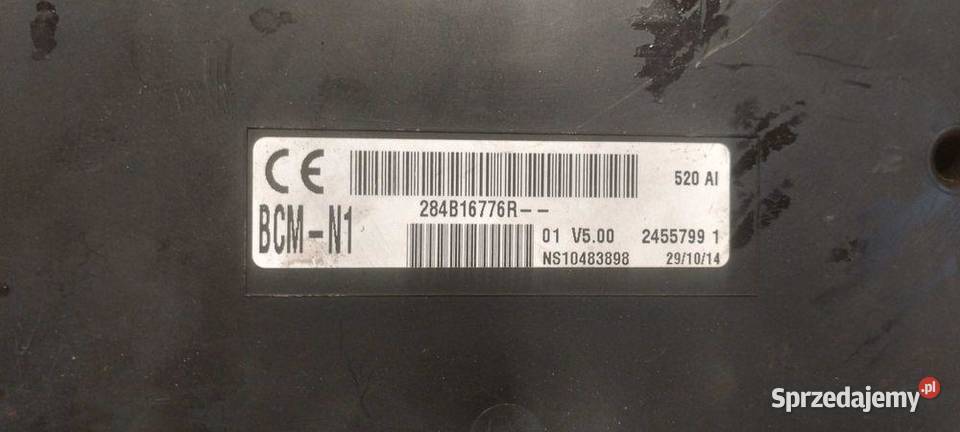 CE
520 AI
284B16776R--
BCM-N1
01 V5.00 2455799 1
NS10483898 29/10/14
Sprzedajemy.pl